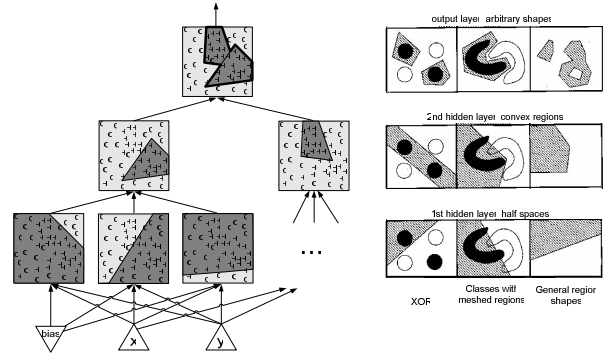 output layer arbitrary shapes
2nd hidden layer convex regions
1st hidden layer half spaces
...
bias
x
y
XOR
Classes with
meshed regions
General region
shapes